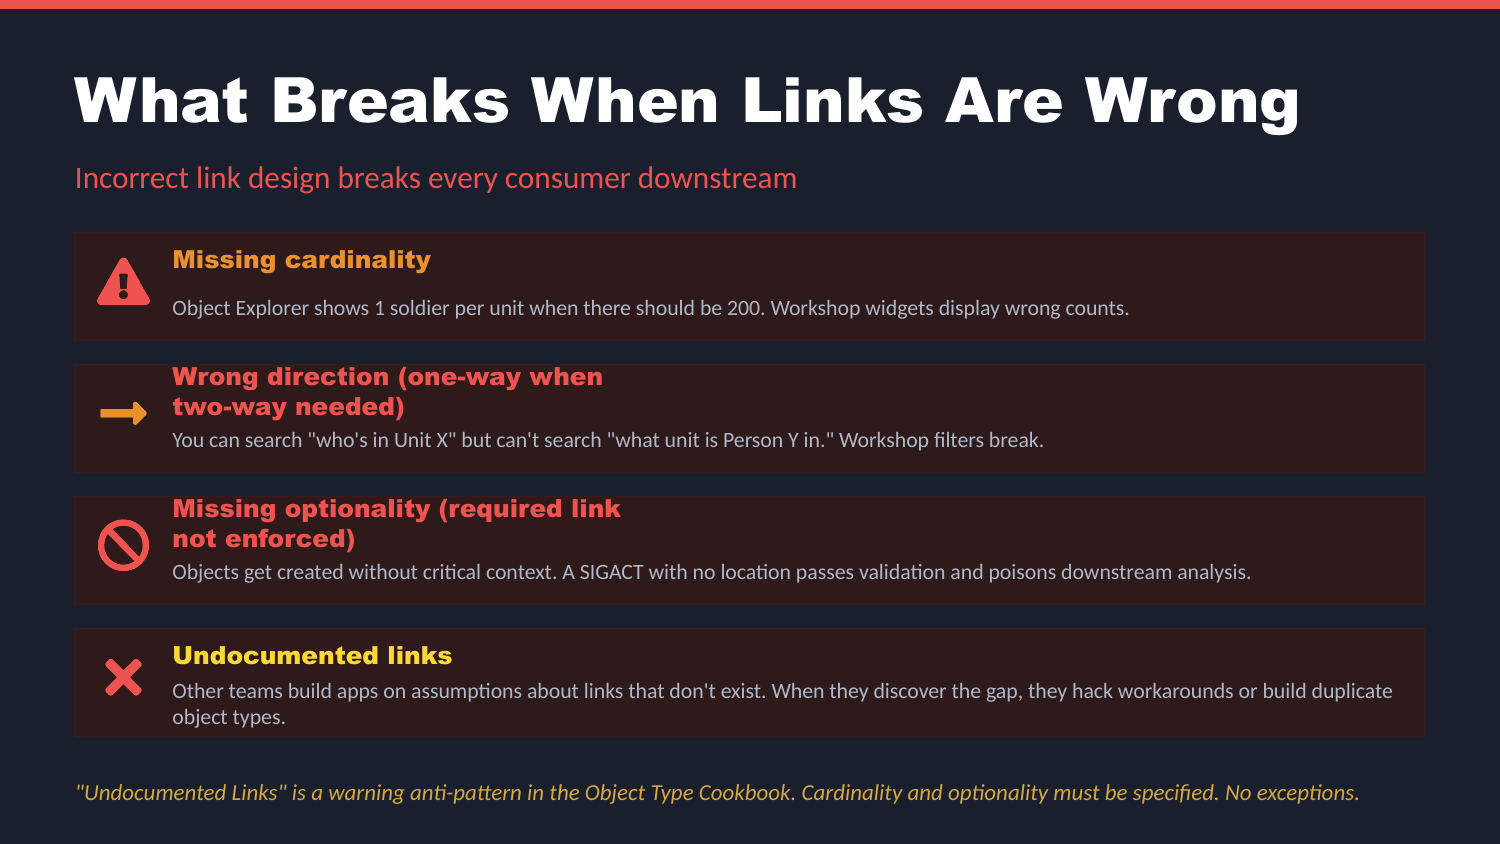 What Breaks When Links Are Wrong
Incorrect link design breaks every consumer downstream
Missing cardinality
Object Explorer shows 1 soldier per unit when there should be 200. Workshop widgets display wrong counts.
Wrong direction (one-way when
two-way needed)
You can search "who's in Unit X" but can't search "what unit is Person Y in." Workshop filters break.
Missing optionality (required link
not enforced)
Objects get created without critical context. A SIGACT with no location passes validation and poisons downstream analysis.
Undocumented links
Other teams build apps on assumptions about links that don't exist. When they discover the gap, they hack workarounds or build duplicate
object types.
"Undocumented Links" is a warning anti-pattern in the Object Type Cookbook. Cardinality and optionality must be specified. No exceptions.